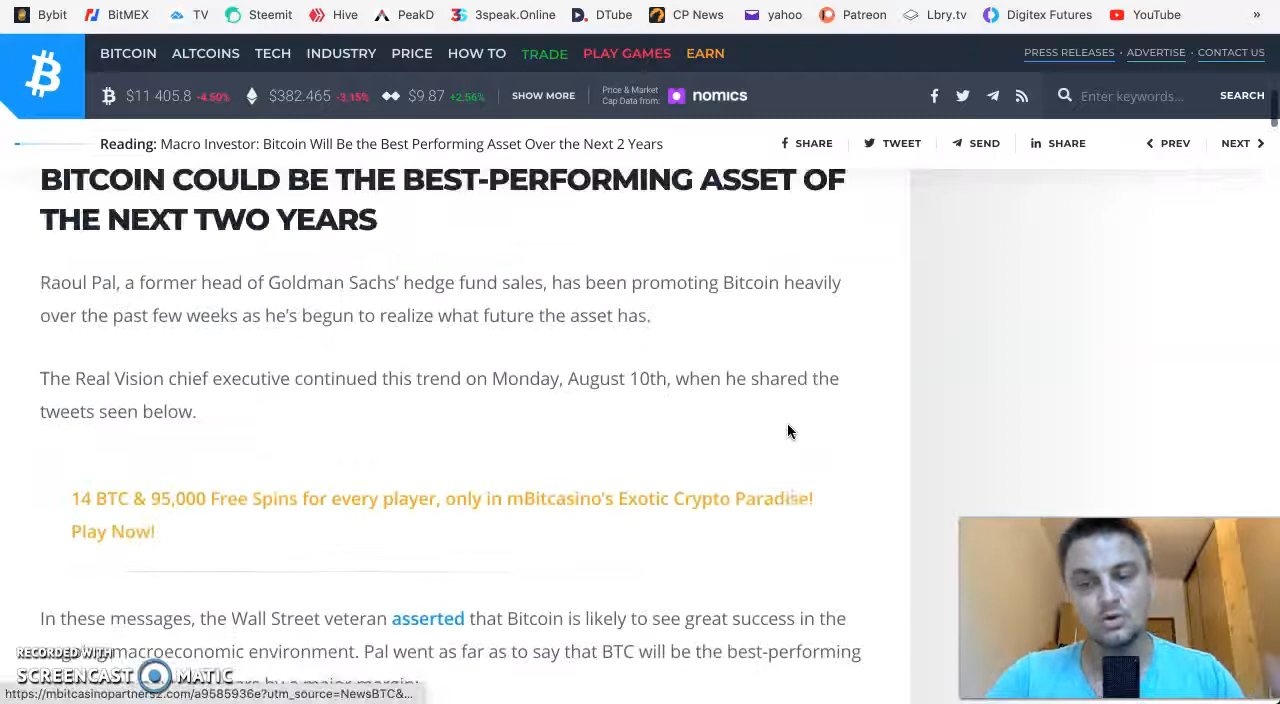 Bybit BitMEX TV Steemit Hive PeakD 3speak.Online DTube CP News yahoo Patreon Lbry.tv Digitex Futures YouTube »
BITCOIN ALTCOINS TECH INDUSTRY PRICE HOW TO TRADE PLAY GAMES EARN PRESS RELEASES · ADVERTISE · CONTACT US
$11 405.8 -4.50% $382.465 -3.15% $9.87 +2.56% SHOW MORE Price & Market Cap Data from: nomics Enter keywords... SEARCH
Reading: Macro Investor: Bitcoin Will Be the Best Performing Asset Over the Next 2 Years SHARE TWEET SEND SHARE PREV NEXT
BITCOIN COULD BE THE BEST-PERFORMING ASSET OF
THE NEXT TWO YEARS
Raoul Pal, a former head of Goldman Sachs' hedge fund sales, has been promoting Bitcoin heavily
over the past few weeks as he's begun to realize what future the asset has.
The Real Vision chief executive continued this trend on Monday, August 10th, when he shared the
tweets seen below.
14 BTC & 95,000 Free Spins for every player, only in mBitcasino's Exotic Crypto Paradise!
Play Now!
In these messages, the Wall Street veteran asserted that Bitcoin is likely to see great success in the
macroeconomic environment. Pal went as far as to say that BTC will be the best-performing
by a major margin:
RECORDED WITH
SCREENCAST MATIC
https://mbitcasinopartners2.com/a9585936e?utm_source=NewsBTC&...